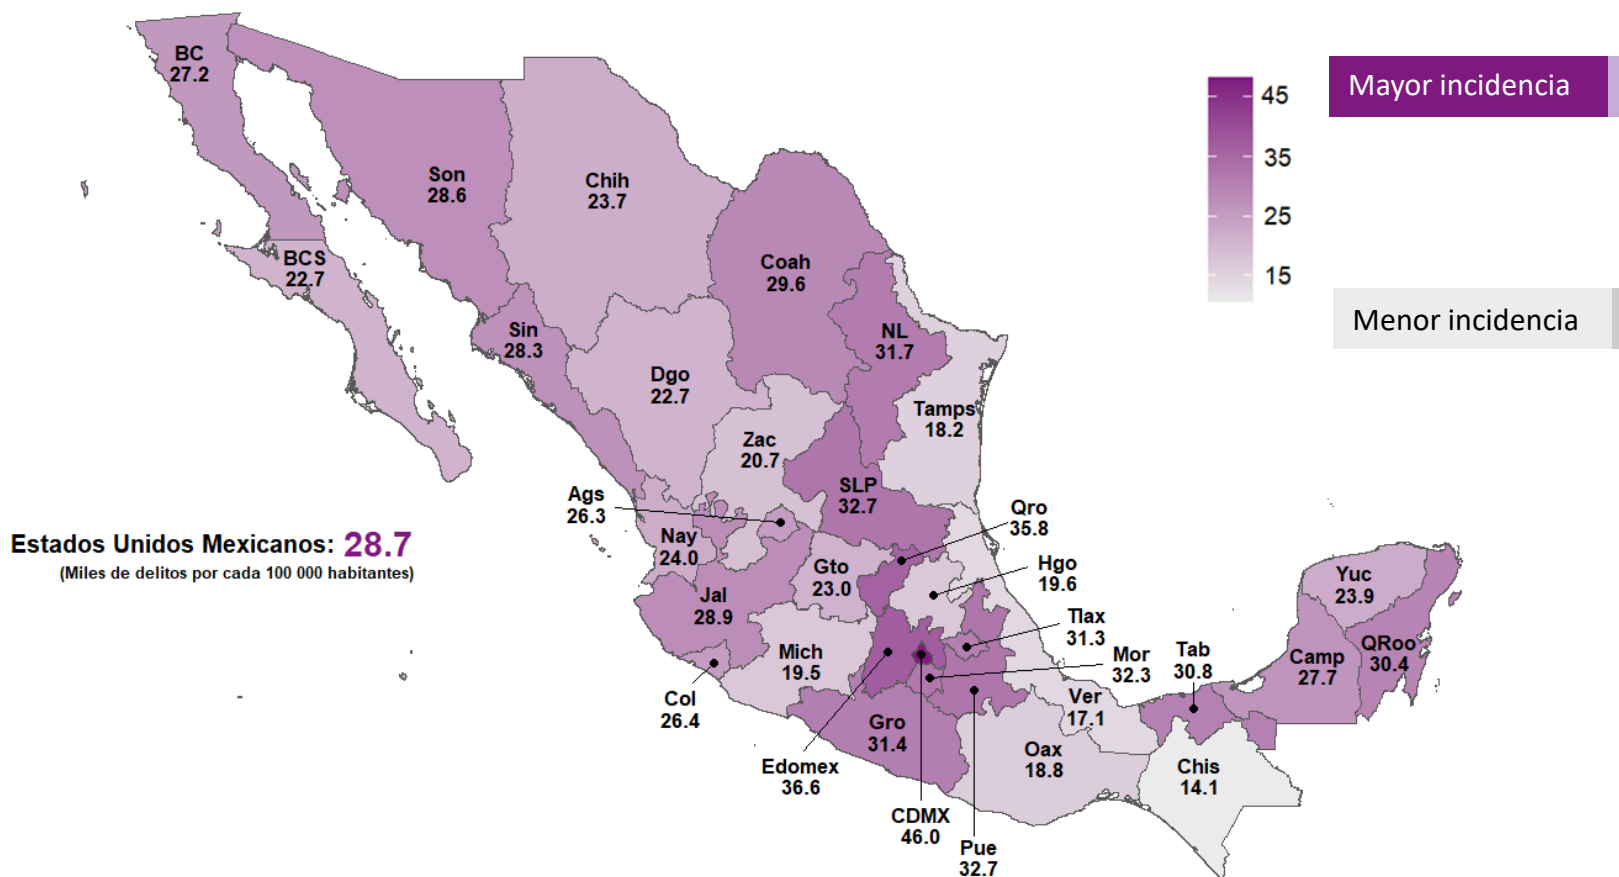 BC
27.2
Son
28.6
Chih
23.7
BCS
22.7
Coah
29.6
Sin
28.3
NL
31.7
Dgo
22.7
Tamps
18.2
Zac
20.7
SLP
32.7
Ags
26.3
Qro
35.8
Nay
24.0
Gto
23.0
Hgo
19.6
Yuc
23.9
Jal
28.9
Tlax
31.3
Mich
19.5
Mor
32.3
Tab
30.8
Camp
27.7
QRoo
30.4
Col
26.4
Ver
17.1
Gro
31.4
Oax
18.8
Edomex
36.6
Chis
14.1
CDMX
46.0
Pue
32.7
Estados Unidos Mexicanos: 28.7
(Miles de delitos por cada 100 000 habitantes)
45
35
25
15
Mayor incidencia
Menor incidencia